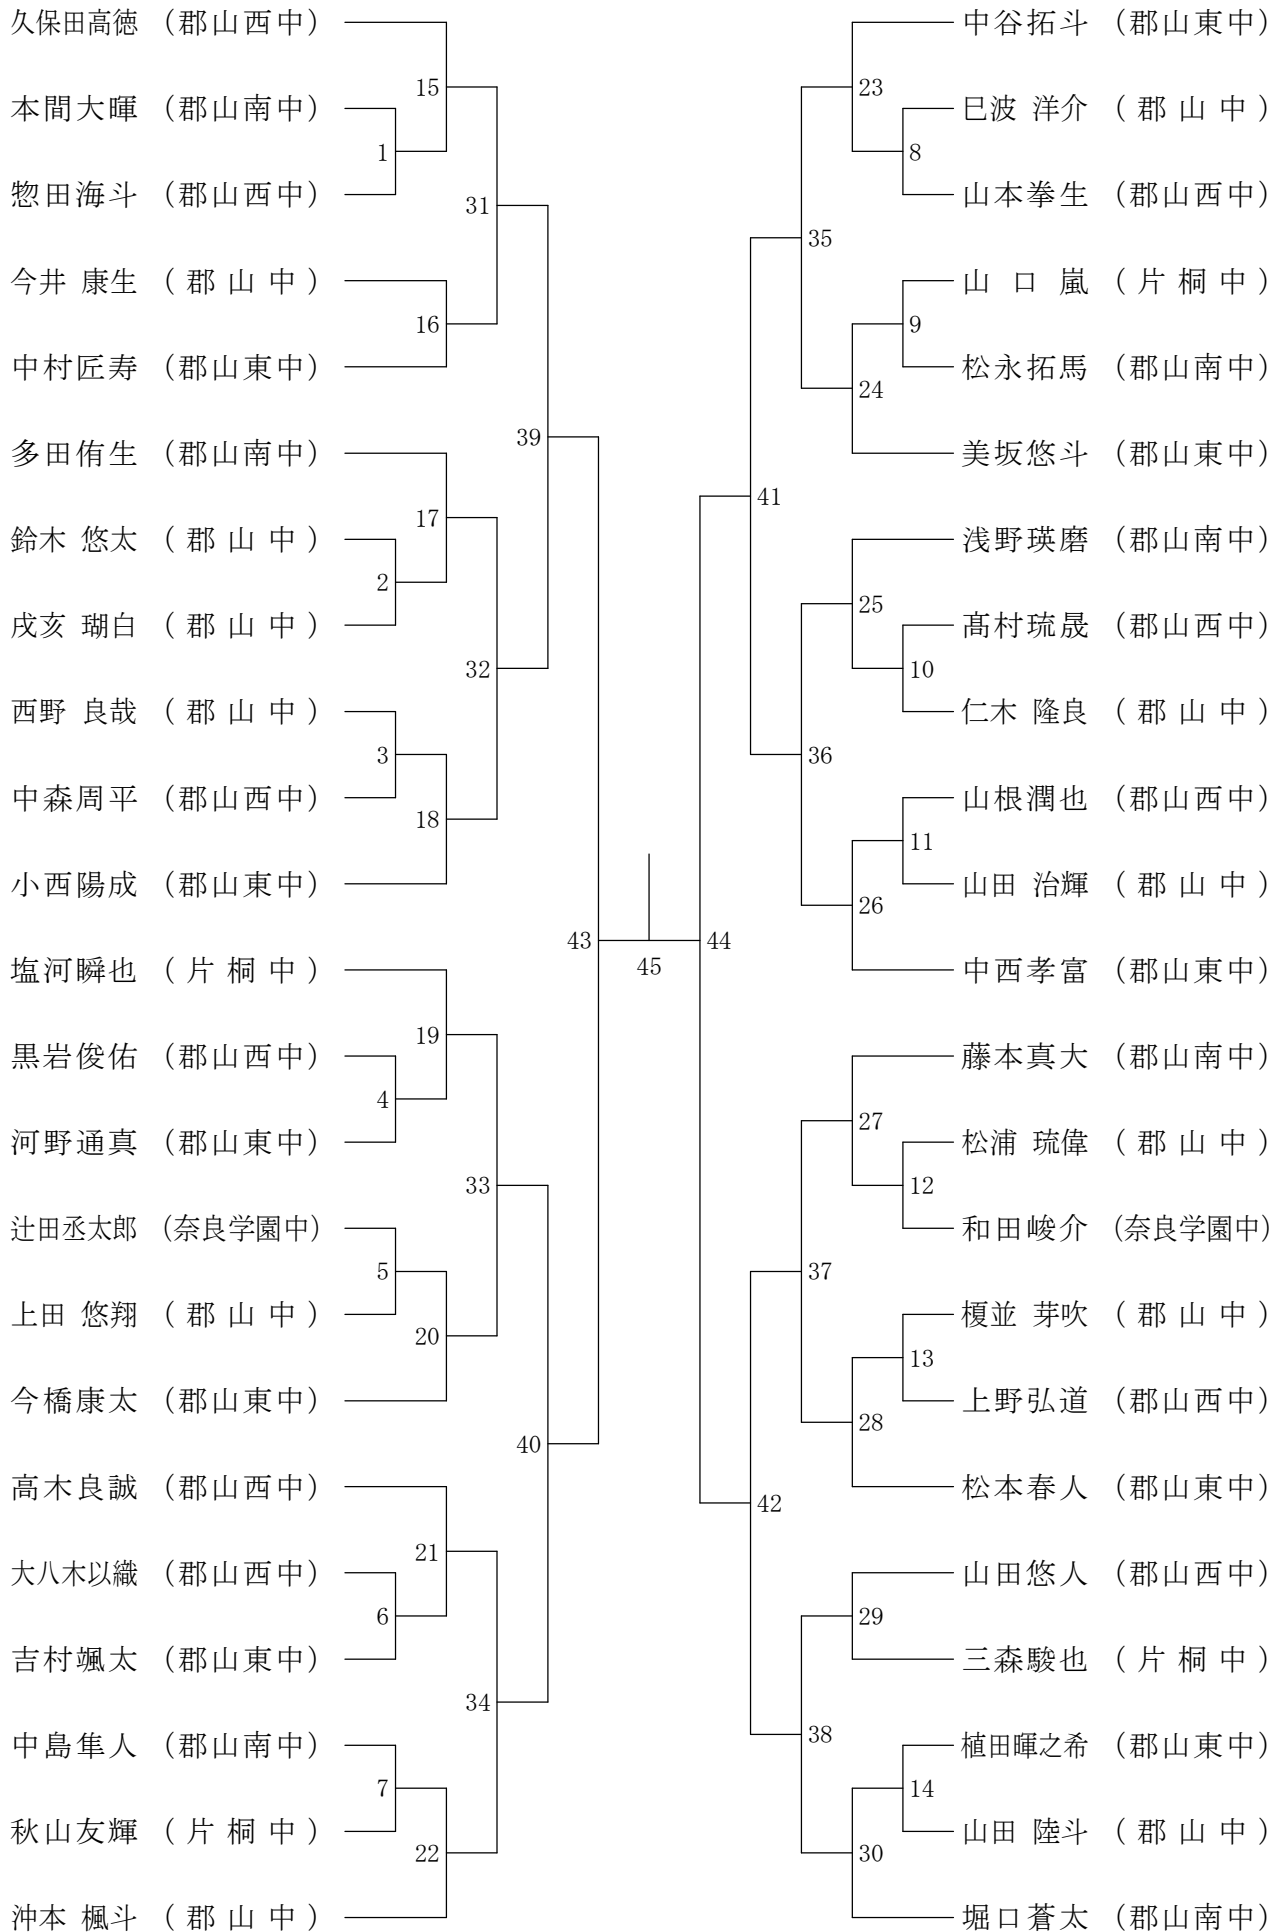 久保田高徳 (郡山西中)
15
本間大暉 (郡山南中)
1
惣田海斗 (郡山西中)
31
今井 康生 (郡山中)
16
中村匠寿 (郡山東中)
39
多田侑生 (郡山南中)
17
鈴木 悠太 (郡山中)
2
戌亥 瑚白 (郡山中)
32
西野 良哉 (郡山中)
3
中森周平 (郡山西中)
18
小西陽成 (郡山東中)
43
塩河瞬也 (片桐中)
19
黒岩俊佑 (郡山西中)
4
河野通真 (郡山東中)
33
辻田丞太郎 (奈良学園中)
5
上田 悠翔 (郡山中)
20
今橋康太 (郡山東中)
40
高木良誠 (郡山西中)
21
大八木以織 (郡山西中)
6
吉村颯太 (郡山東中)
34
中島隼人 (郡山南中)
7
秋山友輝 (片桐中)
22
沖本 楓斗 (郡山中)
45
中谷拓斗 (郡山東中)
23
巳波 洋介 (郡山中)
8
山本拳生 (郡山西中)
35
山口嵐 (片桐中)
9
松永拓馬 (郡山南中)
24
美坂悠斗 (郡山東中)
41
浅野瑛磨 (郡山南中)
25
髙村琉晟 (郡山西中)
10
仁木 隆良 (郡山中)
36
山根潤也 (郡山西中)
11
山田 治輝 (郡山中)
26
44
中西孝富 (郡山東中)
藤本真大 (郡山南中)
27
松浦 琉偉 (郡山中)
12
和田峻介 (奈良学園中)
37
榎並 芽吹 (郡山中)
13
上野弘道 (郡山西中)
28
松本春人 (郡山東中)
42
山田悠人 (郡山西中)
29
三森駿也 (片桐中)
38
植田暉之希 (郡山東中)
14
山田 陸斗 (郡山中)
30
堀口蒼太 (郡山南中)